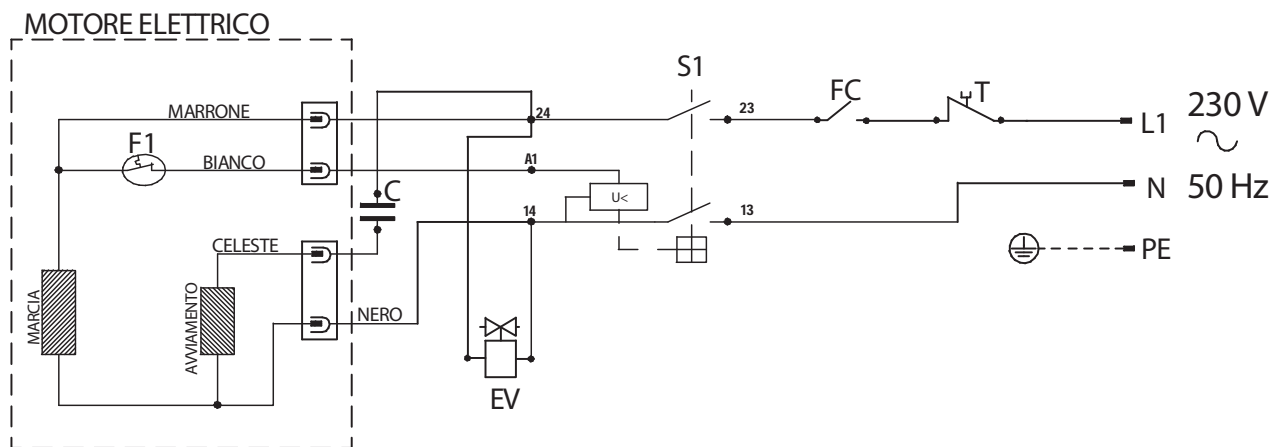 MOTORE ELETTRICO
S1
FC
T
230 V
MARRONE
24
23
L1
F1
BIANCO
A1
C
U<
N
50 Hz
14
13
CELESTE
PE
MARCIA
AVVIAMENTO
NERO
EV